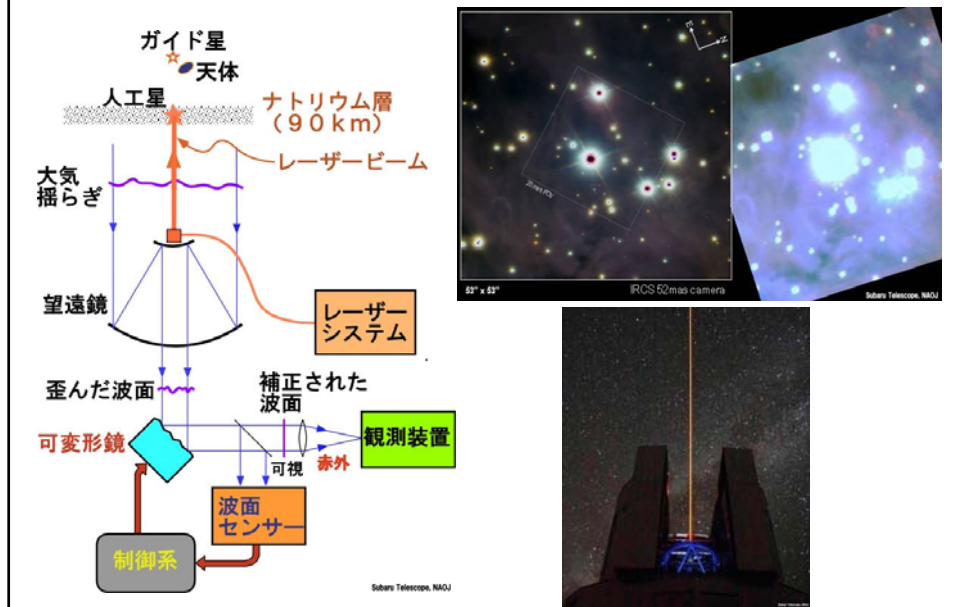 ガイド星
天体
人工星
ナトリウム層
(90km)
レーザービーム
大気
揺らぎ
望遠鏡
レーザー
システム
歪んだ波面
補正された
波面
可変形鏡
観測装置
可視
赤外
波面
センサー
制御系
Subaru Telescope, NAOJ
E
N
53" x 53"
IRCS 52mas camera
Subaru Telescope, NAOJ